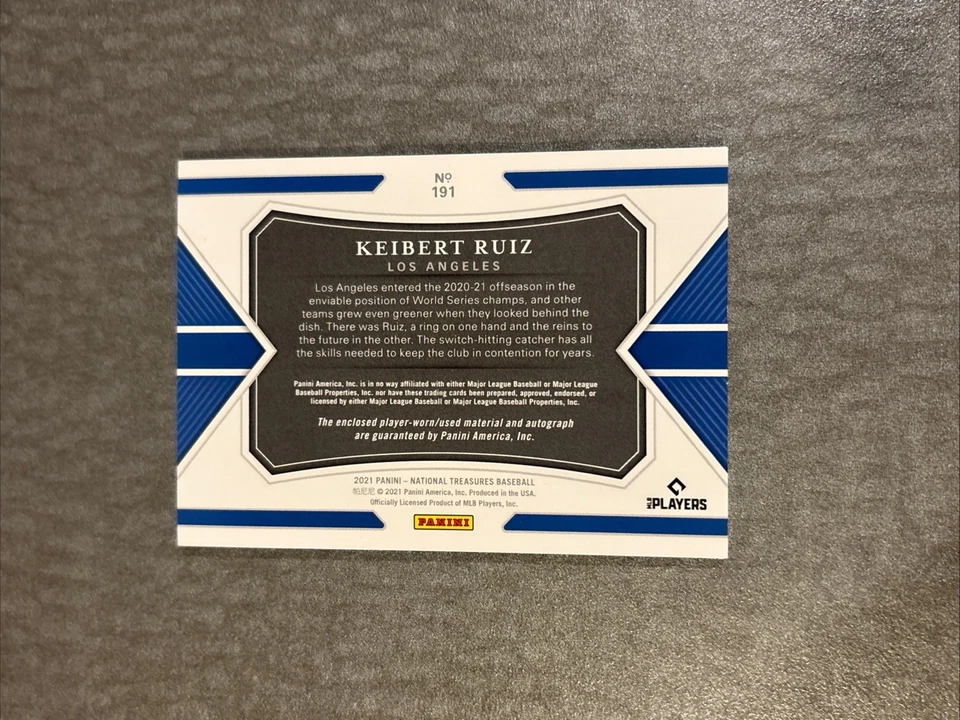 Nº
191
KEIBERT RUIZ
LOS ANGELES
Los Angeles entered the 2020-21 offseason in the
enviable position of World Series champs, and other
teams grew even greener when they looked behind the
dish. There was Ruiz, a ring on one hand and the reins to
the future in the other. The switch-hitting catcher has all
the skills needed to keep the club in contention for years.
Panini America, Inc. is in no way affiliated with either Major League Baseball or Major League
Baseball Properties, Inc. nor have these trading cards been prepared, approved, endorsed, or
licensed by either Major League Baseball or Major League Baseball Properties, Inc.
The enclosed player-worn/used material and autograph
are guaranteed by Panini America, Inc.
2021 PANINI – NATIONAL TREASURES BASEBALL
帕尼尼 © 2021 Panini America, Inc. Produced in the USA.
Officially Licensed Product of MLB Players, Inc.
MLB PLAYERS
PANINI